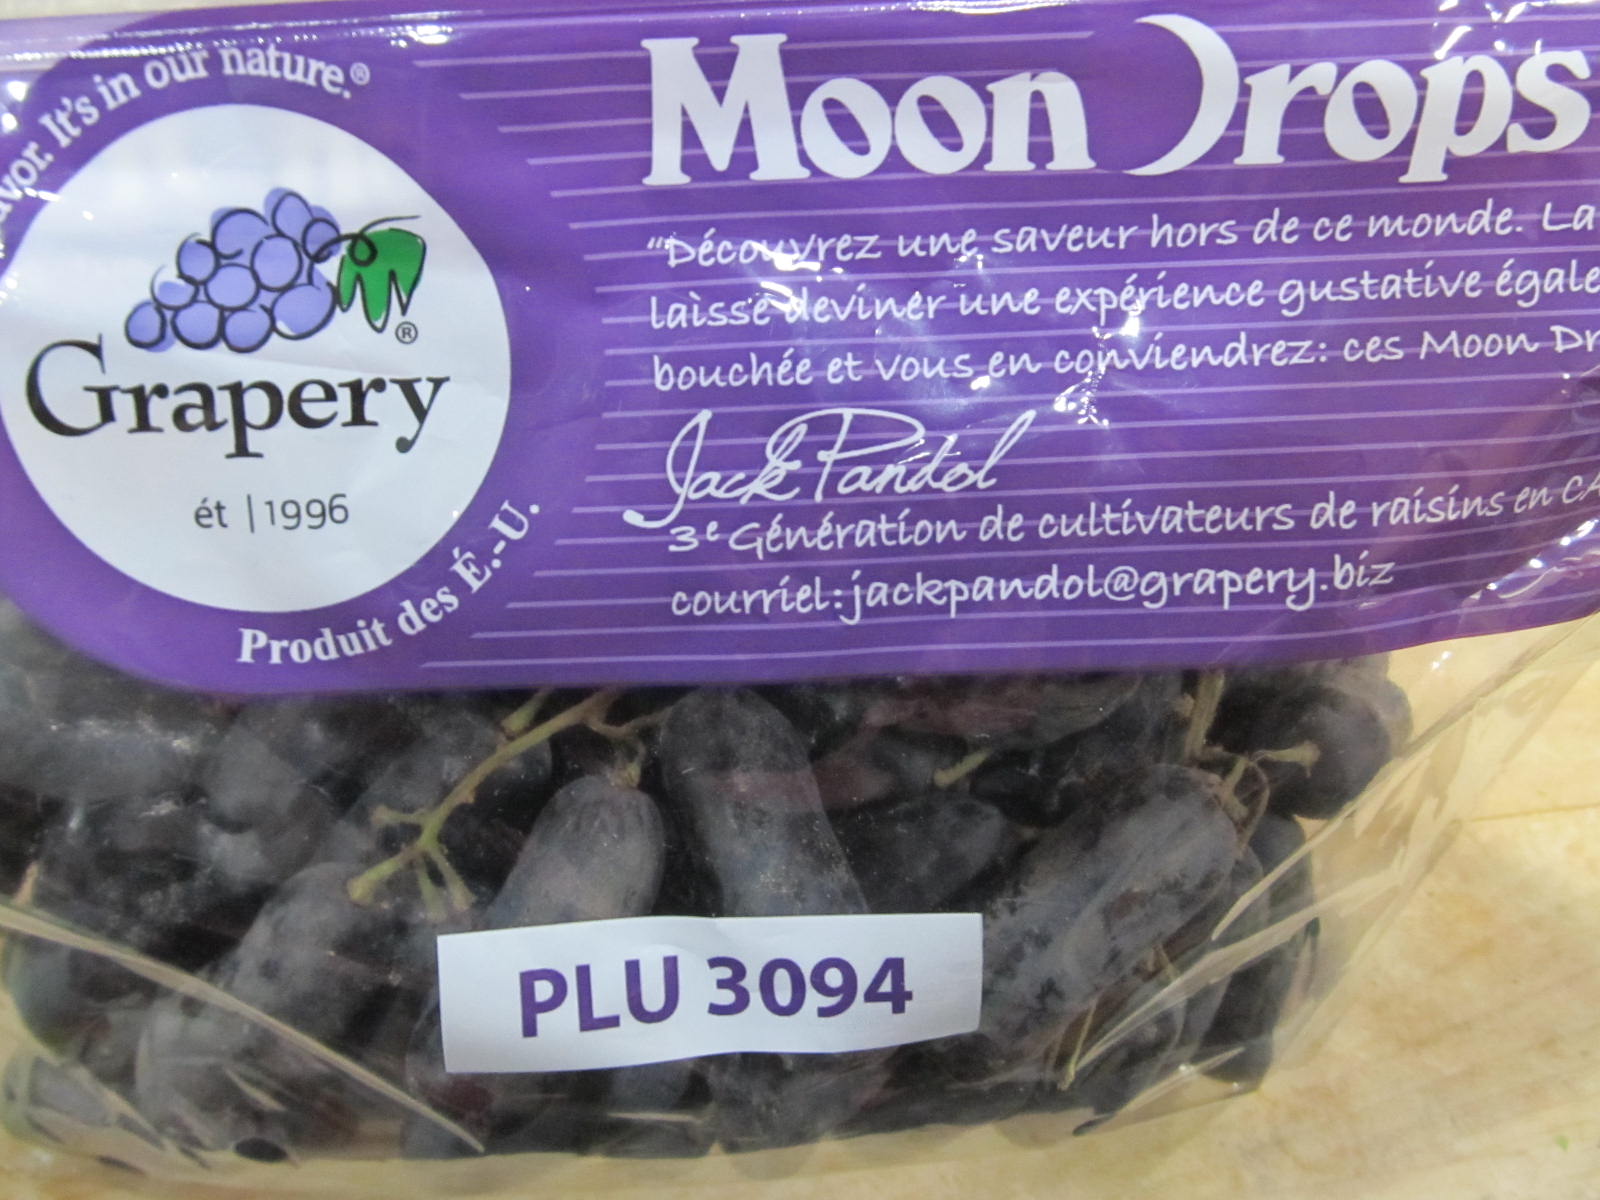 avor. It's in our nature.®
Grapery®
ét | 1996
Produit des É.-U.
Moon Drops
"Découvrez une saveur hors de ce monde. La
laisse deviner une expérience gustative égale
bouchée et vous en conviendrez: ces Moon Dr
Jack Pandol
3e Génération de cultivateurs de raisins en CA
courriel: jackpandol@grapery.biz
PLU 3094